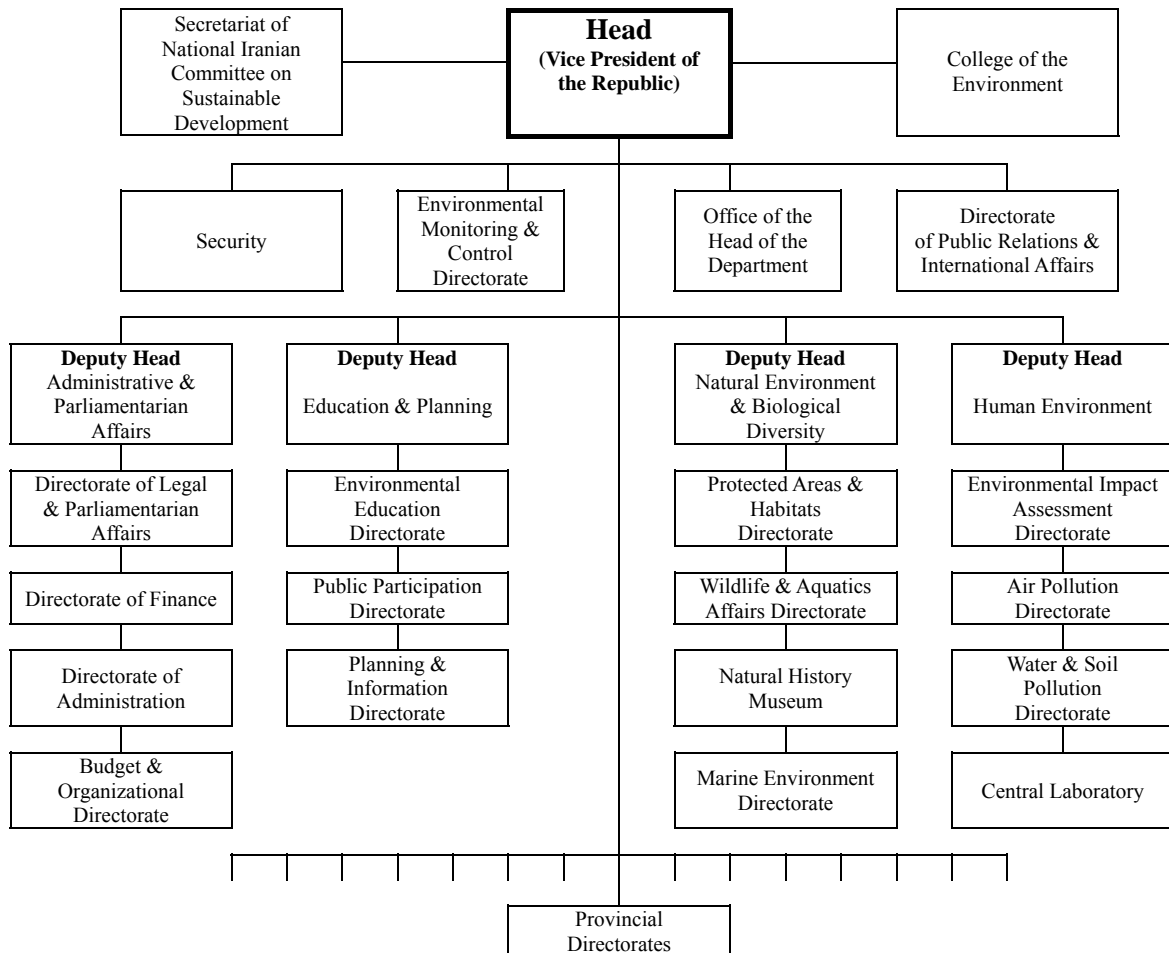 Secretariat of
National Iranian
Committee on
Sustainable
Development
Head
(Vice President of
the Republic)
College of the
Environment
Security
Environmental
Monitoring &
Control
Directorate
Office of the
Head of the
Department
Directorate
of Public Relations &
International Affairs
Deputy Head
Administrative &
Parliamentarian
Affairs
Deputy Head
Education & Planning
Deputy Head
Natural Environment
& Biological
Diversity
Deputy Head
Human Environment
Directorate of Legal
& Parliamentarian
Affairs
Environmental
Education
Directorate
Protected Areas &
Habitats
Directorate
Environmental Impact
Assessment
Directorate
Directorate of Finance
Public Participation
Directorate
Wildlife & Aquatics
Affairs Directorate
Air Pollution
Directorate
Directorate of
Administration
Planning &
Information
Directorate
Natural History
Museum
Water & Soil
Pollution
Directorate
Budget &
Organizational
Directorate
Marine Environment
Directorate
Central Laboratory
Provincial
Directorates